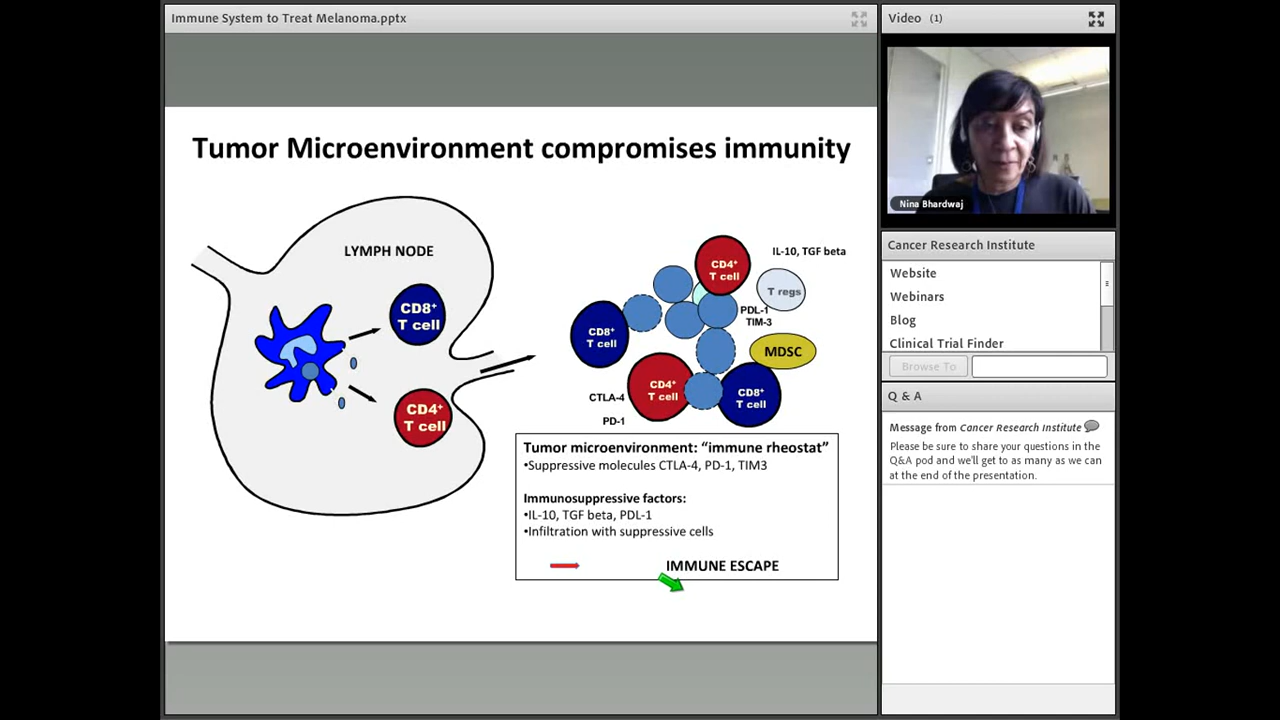 Immune System to Treat Melanoma.pptx
Tumor Microenvironment compromises immunity
LYMPH NODE
CD8+
T cell
CD4+
T cell
CD4+
T cell
IL-10, TGF beta
T regs
PDL-1
TIM-3
CD8+
T cell
MDSC
CD4+
T cell
CD8+
T cell
CTLA-4
PD-1
Tumor microenvironment: “immune rheostat”
•Suppressive molecules CTLA-4, PD-1, TIM3
Immunosuppressive factors:
•IL-10, TGF beta, PDL-1
•Infiltration with suppressive cells
IMMUNE ESCAPE
Video (1)
Nina Bhardwaj
Cancer Research Institute
Website
Webinars
Blog
Clinical Trial Finder
Browse To
Q & A
Message from Cancer Research Institute
Please be sure to share your questions in the
Q&A pod and we'll get to as many as we can
at the end of the presentation.